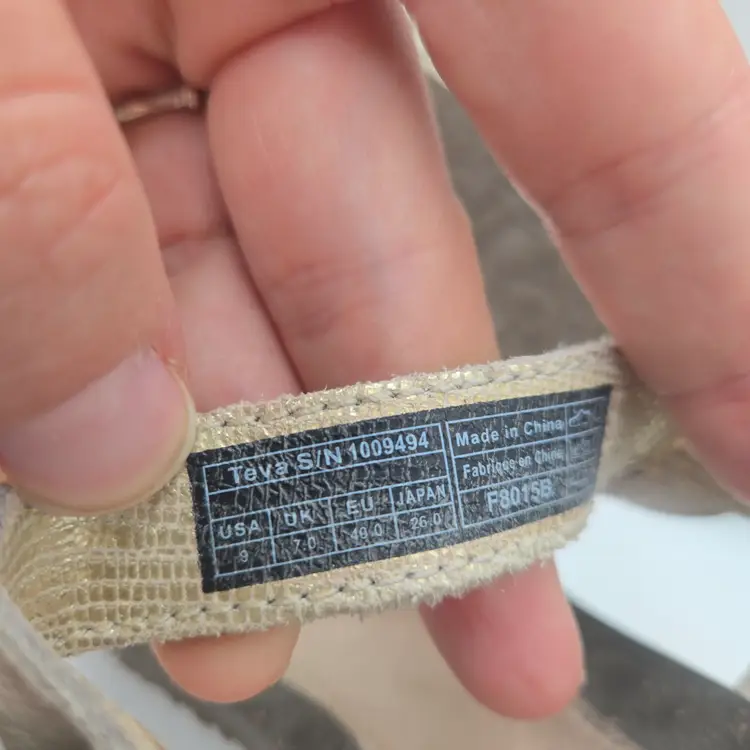 Teva S/N 1009494
USA UK EU JAPAN
9 7.0 40.0 26.0
Made in China
Fabriqué en Chine
F8015B